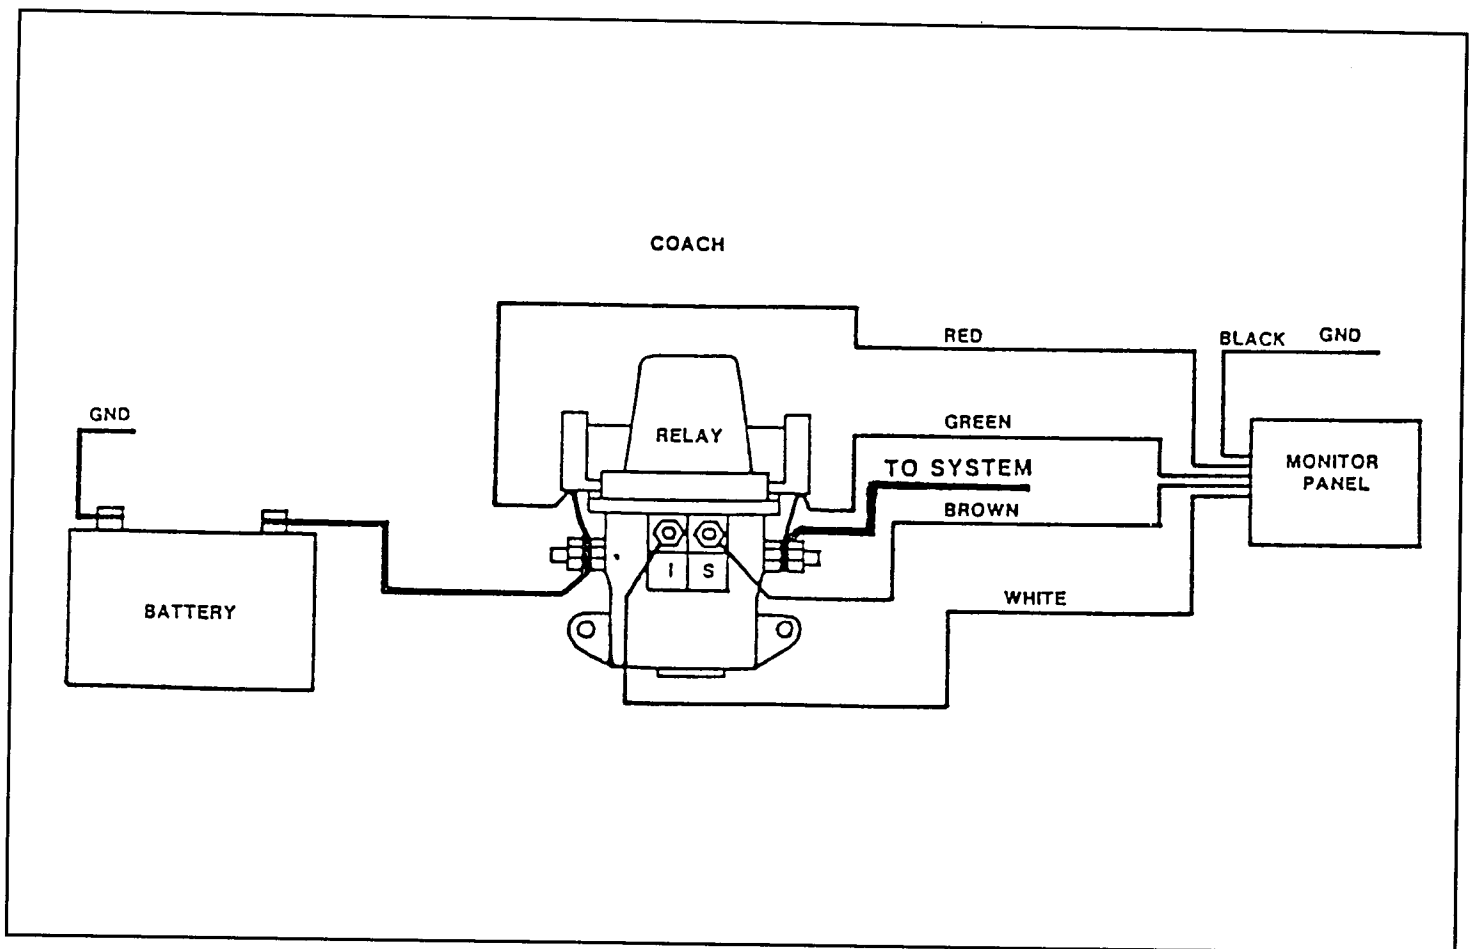 COACH
RED
BLACK GND
GND
RELAY
GREEN
TO SYSTEM
MONITOR
PANEL
BROWN
I S
BATTERY
WHITE